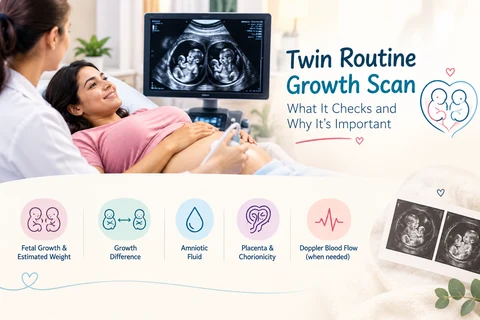 Twin Routine
Growth Scan
What It Checks and
Why It's Important
Fetal Growth &
Estimated Weight
Growth
Difference
Amniotic
Fluid
Placenta &
Chorionicity
Doppler Blood Flow
(when needed)